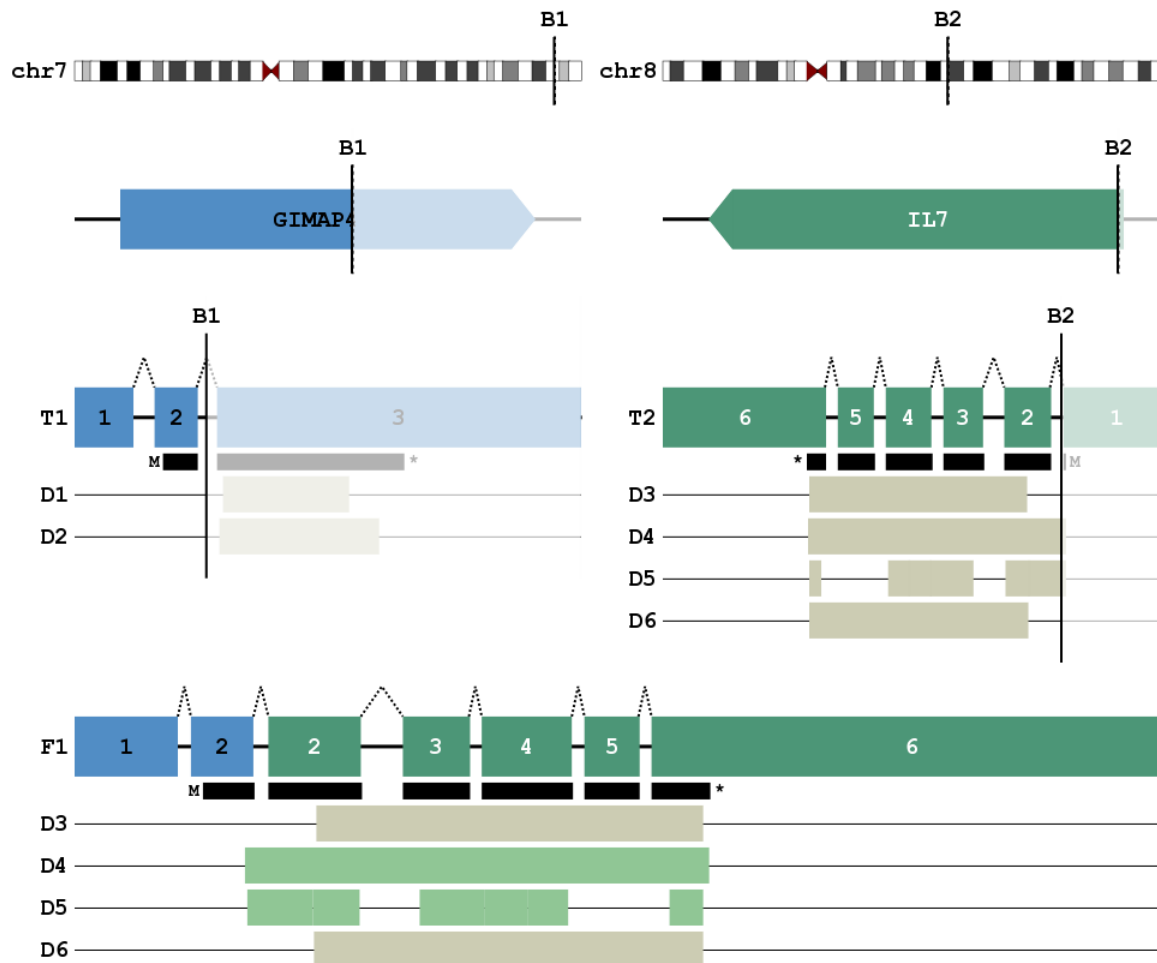 B1 B2
chr7 chr8
B1 B2
GIMAP4 IL7
B1 B2
T1 1 2 3 T2 6 5 4 3 2 1
M * * M
D1 D3
D2 D4
D5
D6
F1 1 2 2 3 4 5 6
M *
D3
D4
D5
D6